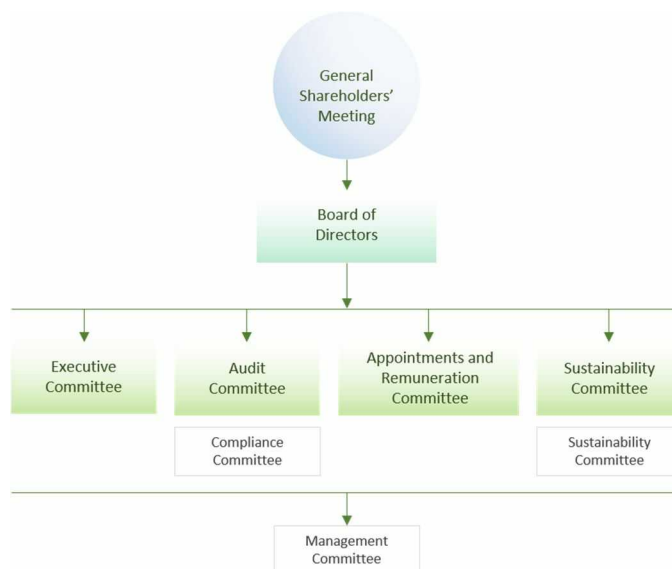 General
Shareholders’
Meeting
Board of
Directors
Executive
Committee
Audit
Committee
Appointments and
Remuneration
Committee
Sustainability
Committee
Compliance
Committee
Sustainability
Committee
Management
Committee